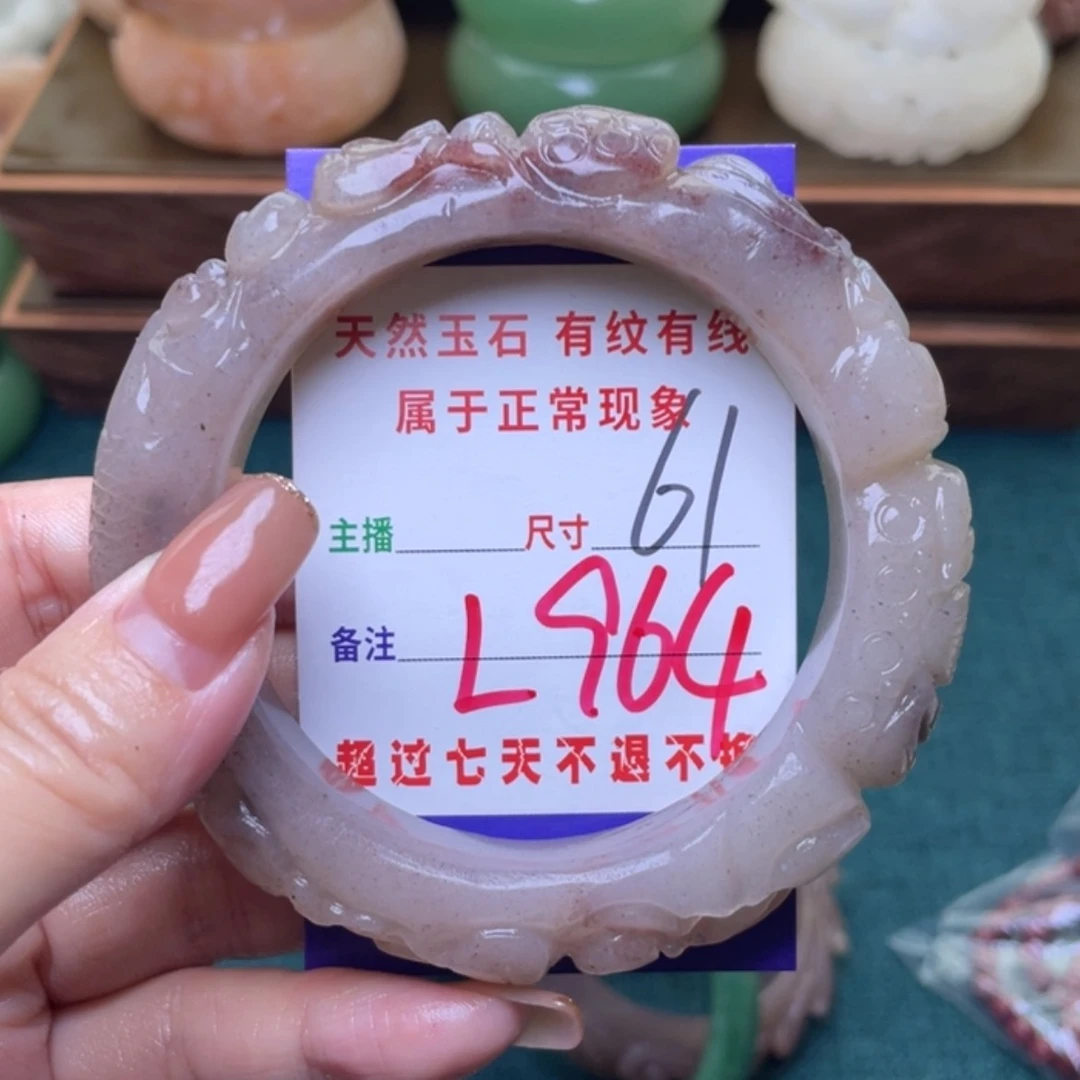 天然玉石 有纹有线
属于正常现象
主播 尺寸 61
备注 L964
超过七天不退不换